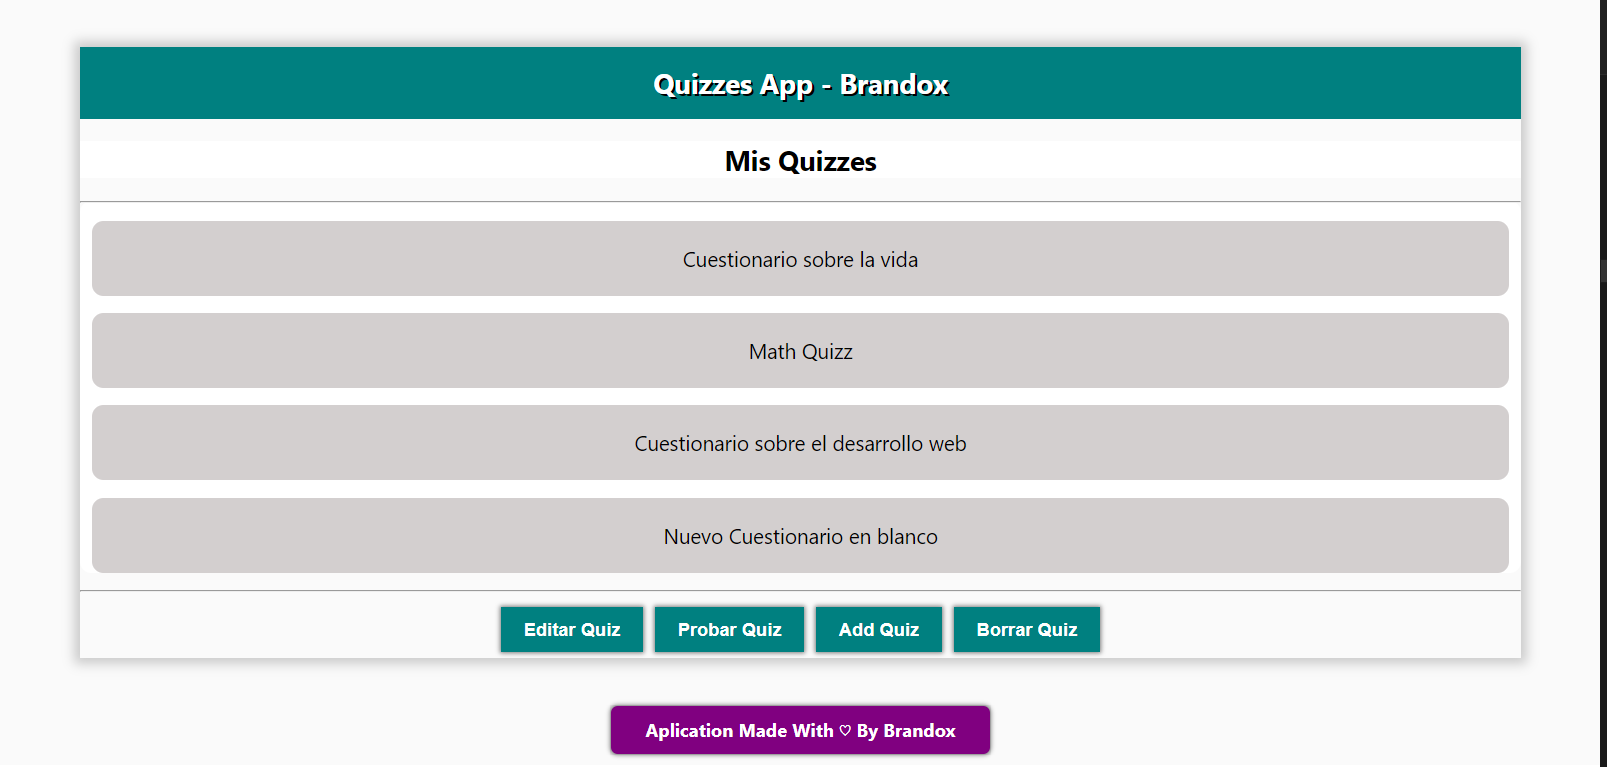 Quizzes App - Brandox
Mis Quizzes
Cuestionario sobre la vida
Math Quizz
Cuestionario sobre el desarrollo web
Nuevo Cuestionario en blanco
Editar Quiz Probar Quiz Add Quiz Borrar Quiz
Aplication Made With ♡ By Brandox